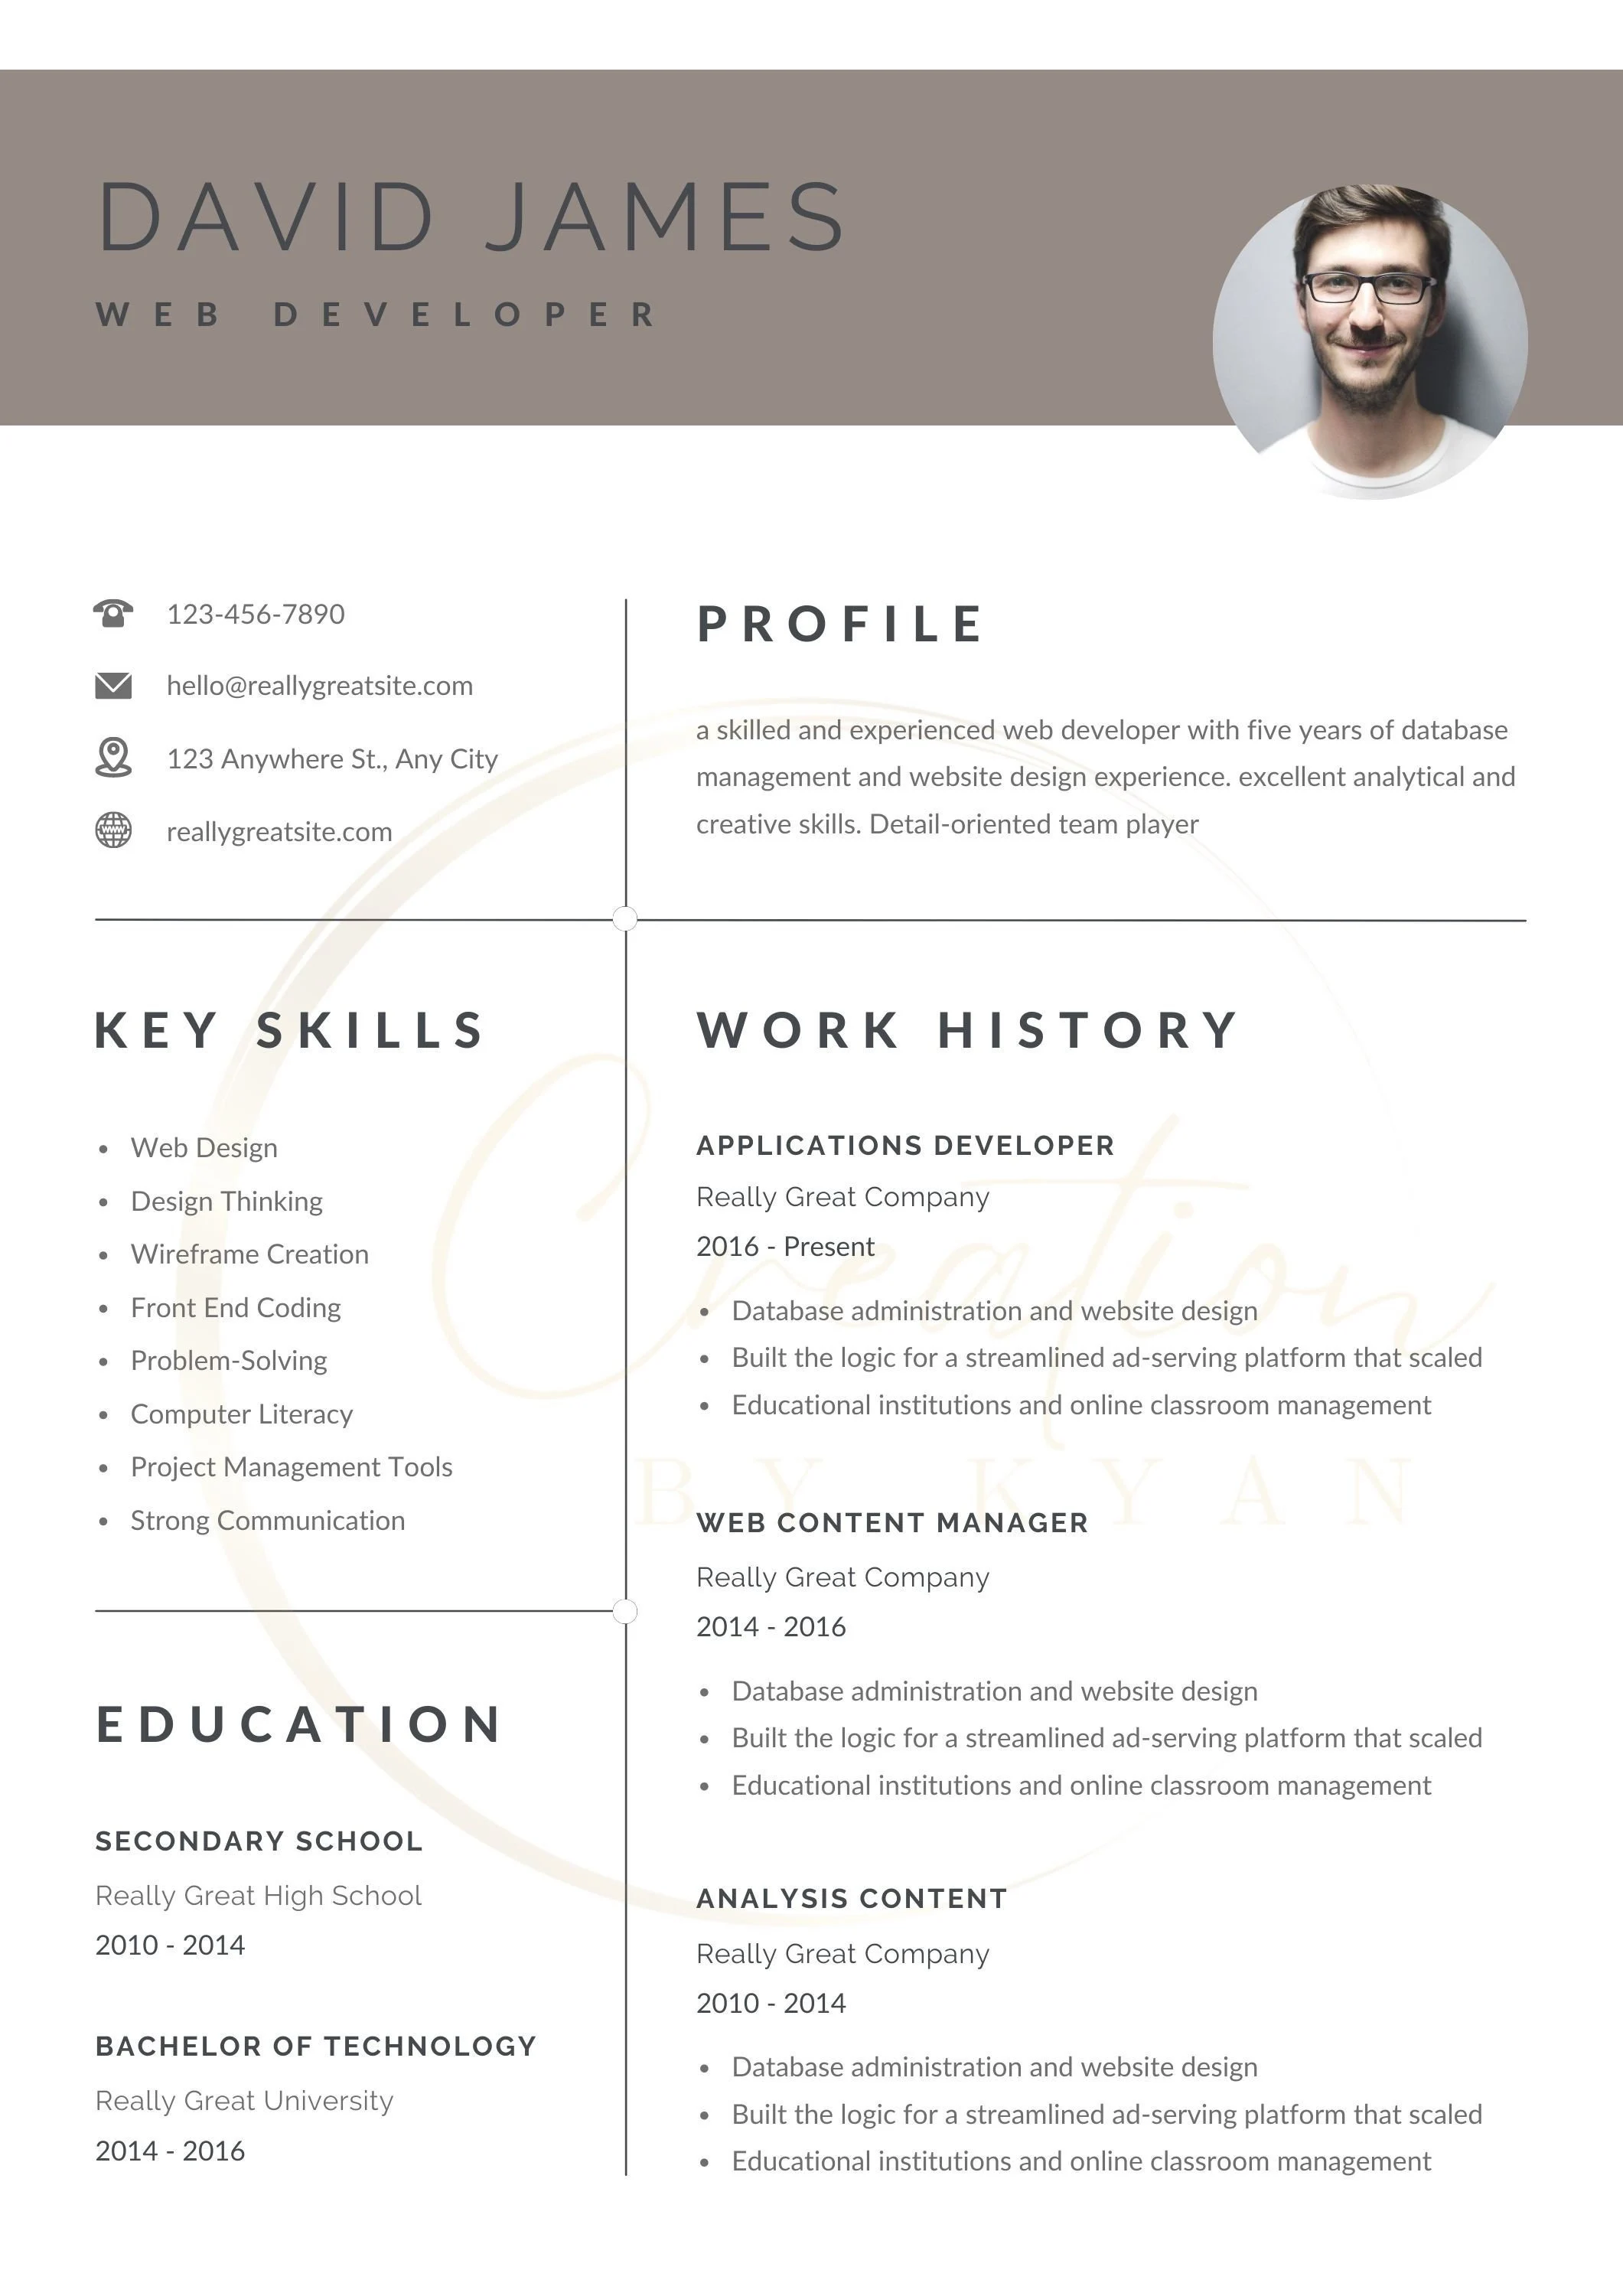 DAVID JAMES
WEB DEVELOPER
123-456-7890
hello@reallygreatsite.com
123 Anywhere St., Any City
www
reallygreatsite.com
PROFILE
a skilled and experienced web developer with five years of database
management and website design experience. excellent analytical and
creative skills. Detail-oriented team player
KEY SKILLS
Web Design
Design Thinking
Wireframe Creation
Front End Coding
Problem-Solving
Computer Literacy
Project Management Tools
Strong Communication
EDUCATION
SECONDARY SCHOOL
Really Great High School
2010 - 2014
BACHELOR OF TECHNOLOGY
Really Great University
2014 - 2016
WORK HISTORY
APPLICATIONS DEVELOPER
Really Great Company
2016 - Present
Database administration and website design
Built the logic for a streamlined ad-serving platform that scaled
Educational institutions and online classroom management
WEB CONTENT MANAGER
Really Great Company
2014 - 2016
Database administration and website design
Built the logic for a streamlined ad-serving platform that scaled
Educational institutions and online classroom management
ANALYSIS CONTENT
Really Great Company
2010 - 2014
Database administration and website design
Built the logic for a streamlined ad-serving platform that scaled
Educational institutions and online classroom management
Creation
BY KYAN